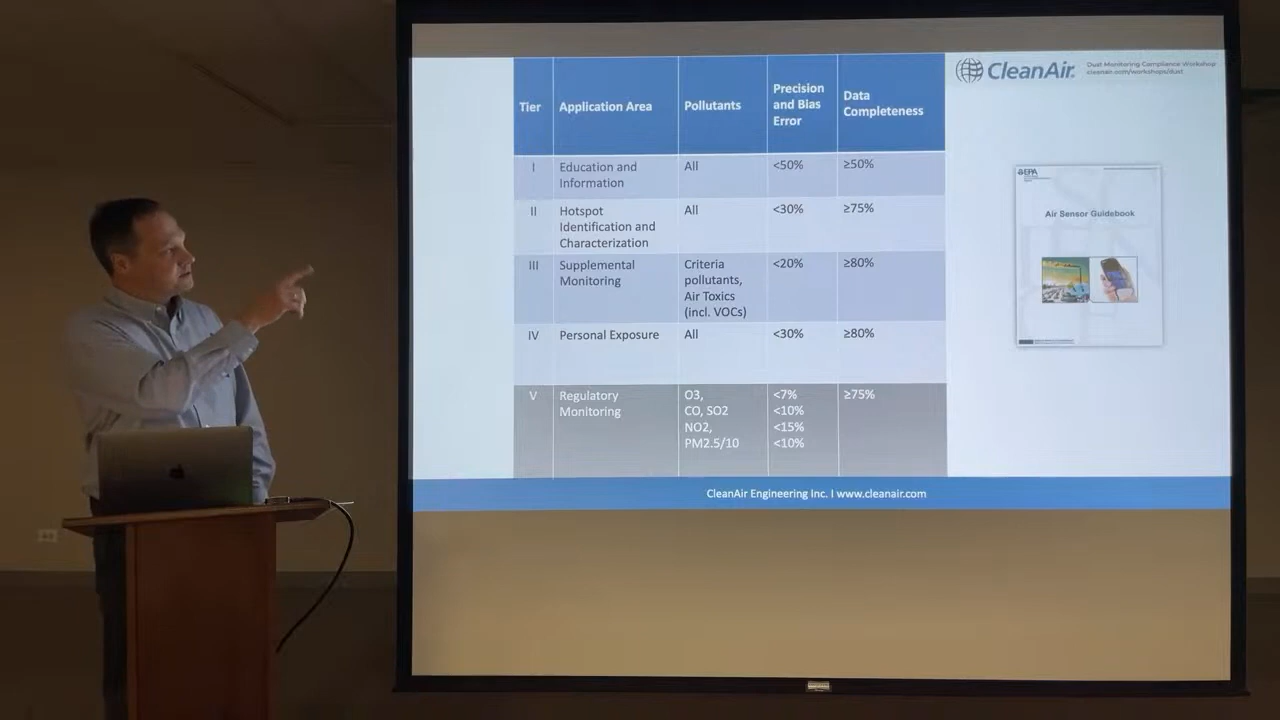 CleanAir.
Dust Monitoring Compliance Workshop
cleanair.com/workshops/dust
Tier Application Area Pollutants Precision and Bias Error Data Completeness
I Education and Information All <50% ≥50%
II Hotspot Identification and Characterization All <30% ≥75%
III Supplemental Monitoring Criteria pollutants, Air Toxics (incl. VOCs) <20% ≥80%
IV Personal Exposure All <30% ≥80%
V Regulatory Monitoring O3, <7% ≥75%
CO, SO2 <10%
NO2, <15%
PM2.5/10 <10%
EPA
Air Sensor Guidebook
CleanAir Engineering Inc. I www.cleanair.com